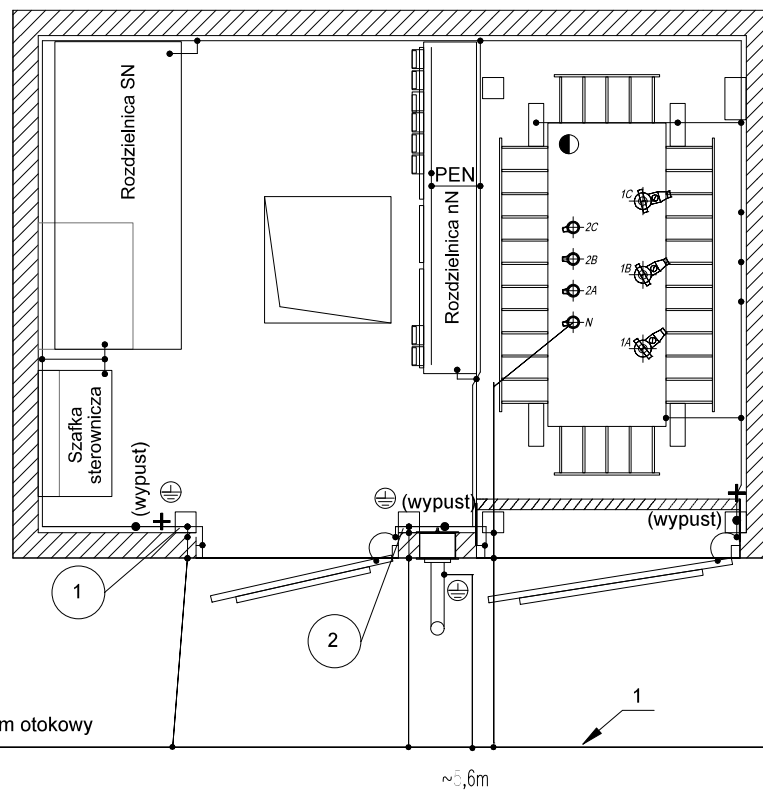 Rozdzielnica SN
PEN
Rozdzielnica nN
1C
2C
1B
2B
2A
N
1A
Szafka
sterownicza
(wypust)
(wypust)
(wypust)
1
2
1
m otokowy
~5,6m